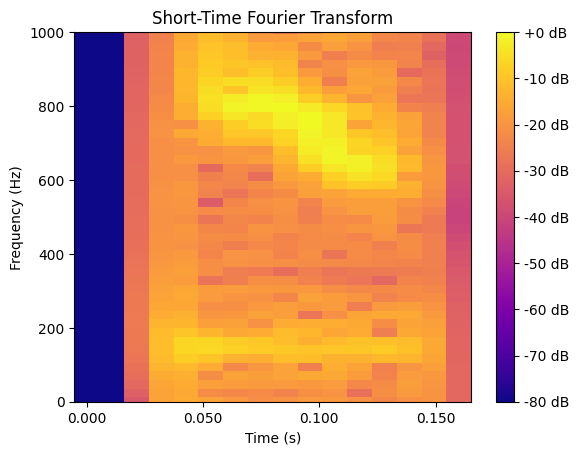 Short-Time Fourier Transform
1000
800
600
400
200
0
Frequency (Hz)
0.000
0.050
0.100
0.150
Time (s)
+0 dB
-10 dB
-20 dB
-30 dB
-40 dB
-50 dB
-60 dB
-70 dB
-80 dB